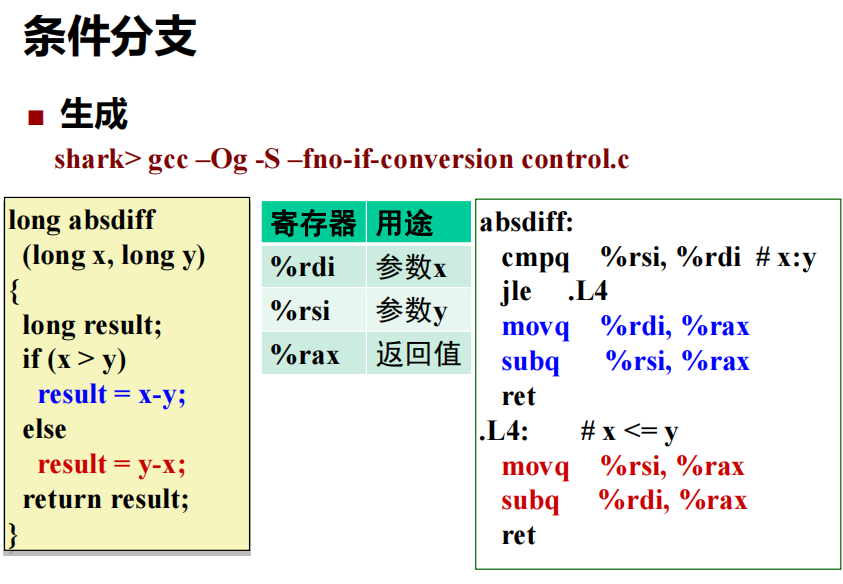 条件分支
■ 生成
shark> gcc –Og -S –fno-if-conversion control.c
long absdiff
(long x, long y)
{
long result;
if (x > y)
result = x-y;
else
result = y-x;
return result;
}
寄存器 用途
%rdi 参数x
%rsi 参数y
%rax 返回值
absdiff:
cmpq %rsi, %rdi # x:y
jle .L4
movq %rdi, %rax
subq %rsi, %rax
ret
.L4: # x <= y
movq %rsi, %rax
subq %rdi, %rax
ret